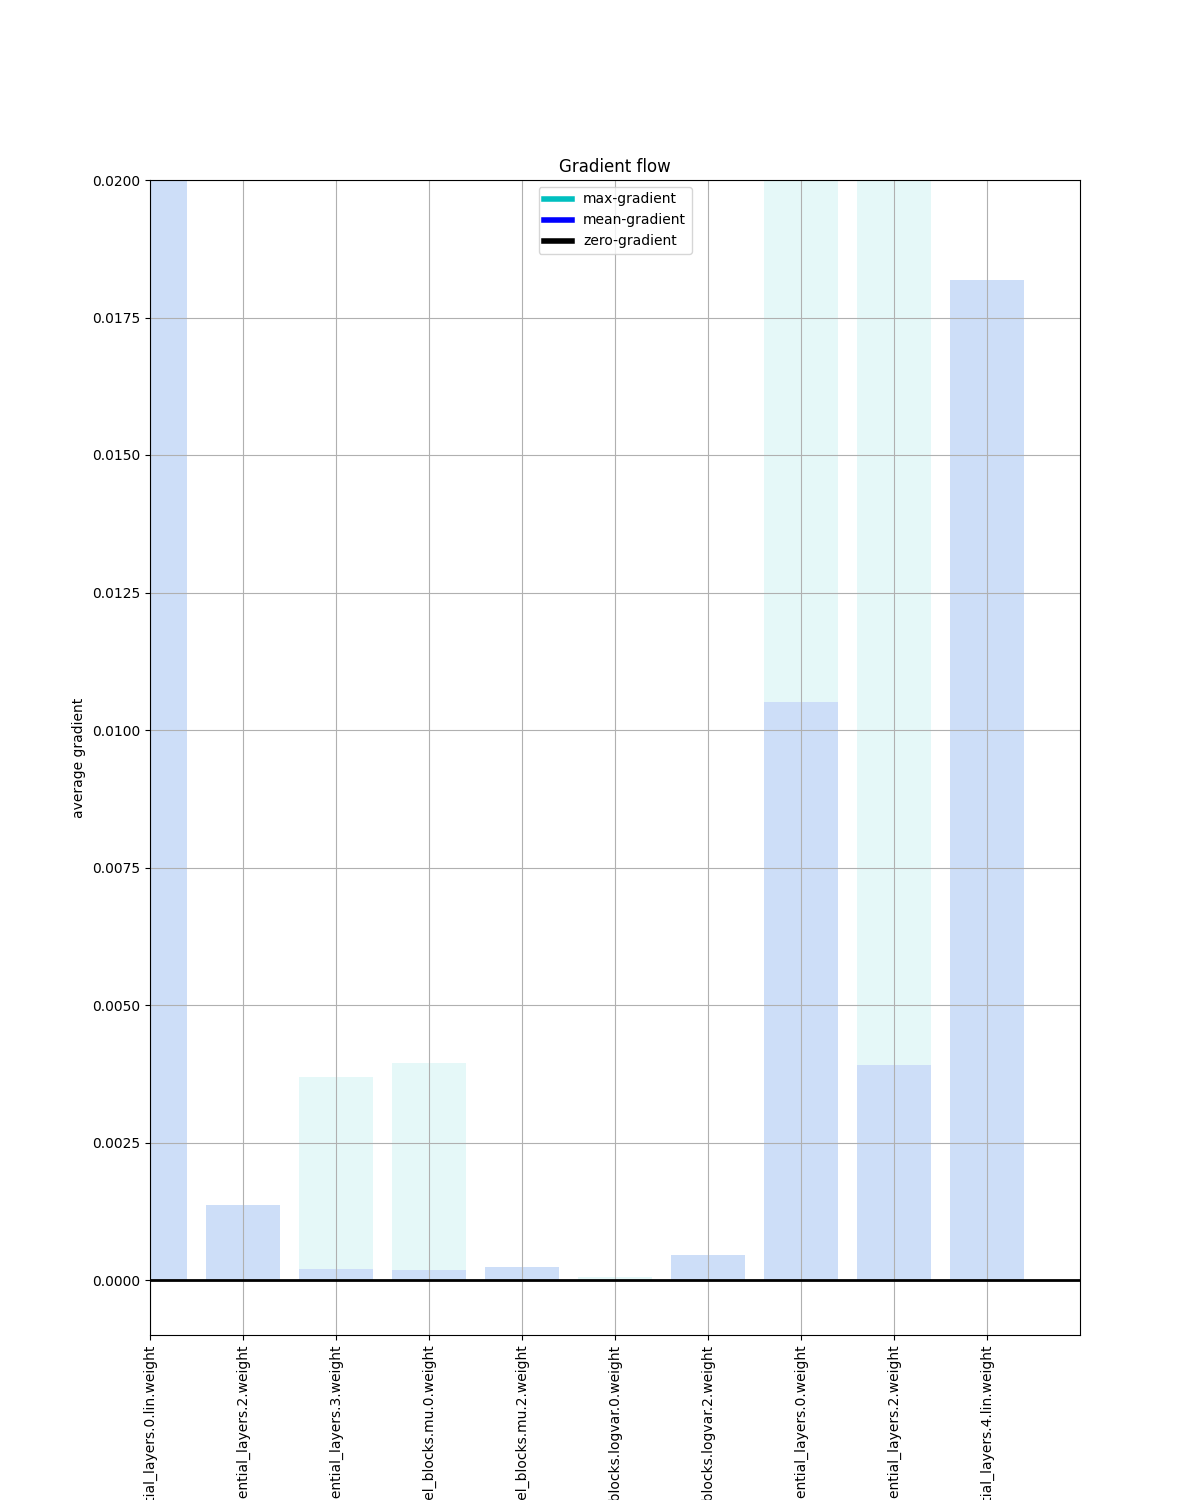 Gradient flow
max-gradient
mean-gradient
zero-gradient
average gradient
0.0200
0.0175
0.0150
0.0125
0.0100
0.0075
0.0050
0.0025
0.0000
tial_layers.0.lin.weight
ential_layers.2.weight
ential_layers.3.weight
el_blocks.mu.0.weight
el_blocks.mu.2.weight
blocks.logvar.0.weight
blocks.logvar.2.weight
ential_layers.0.weight
ential_layers.2.weight
tial_layers.4.lin.weight